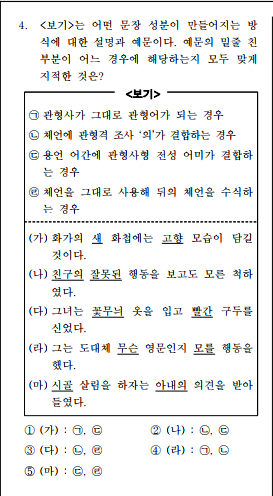 4. <보기>는 어떤 문장 성분이 만들어지는 방
식에 대한 설명과 예문이다. 예문의 밑줄 친
부분이 어느 경우에 해당하는지 모두 맞게
지적한 것은?
<보기>
㉠ 관형사가 그대로 관형어가 되는 경우
㉡ 체언에 관형격 조사 ‘의’가 결합하는 경우
㉢ 용언 어간에 관형사형 전성 어미가 결합하
는 경우
㉣ 체언을 그대로 사용해 뒤의 체언을 수식하
는 경우
(가) 화가의 새 화첩에는 고향 모습이 담길
것이다.
(나) 친구의 잘못된 행동을 보고도 모른 척하
였다.
(다) 그녀는 꽃무늬 옷을 입고 빨간 구두를
신었다.
(라) 그는 도대체 무슨 영문인지 모를 행동을
했다.
(마) 시골 살림을 하자는 아내의 의견을 받아
들였다.
① (가) : ㉠, ㉢ ② (나) : ㉡, ㉢
③ (다) : ㉡, ㉣ ④ (라) : ㉠, ㉡
⑤ (마) : ㉢, ㉣